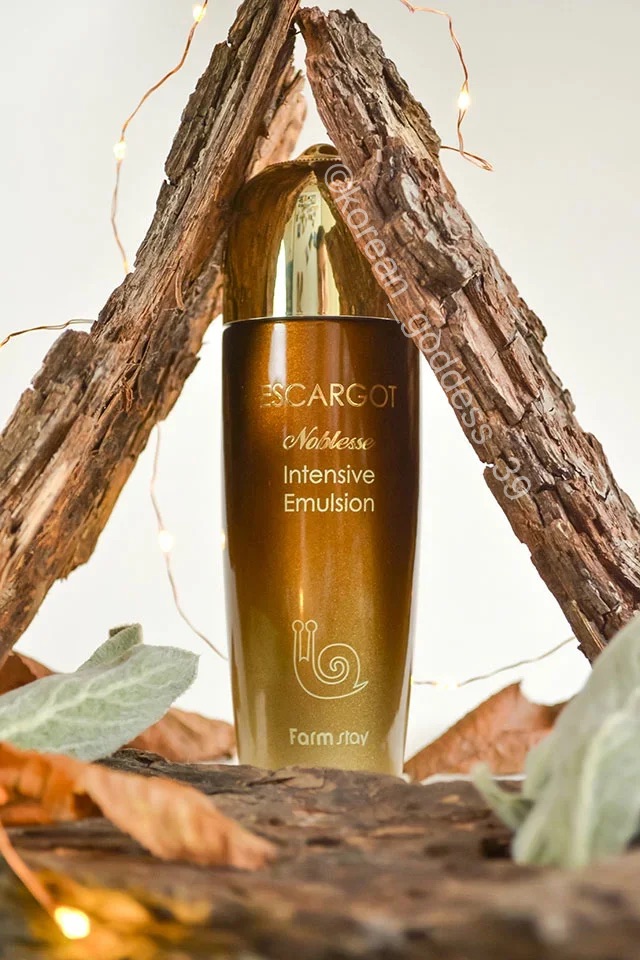 ©korean_goddess_39
ESCARGOT
Noblesse
Intensive
Emulsion
Farm stay